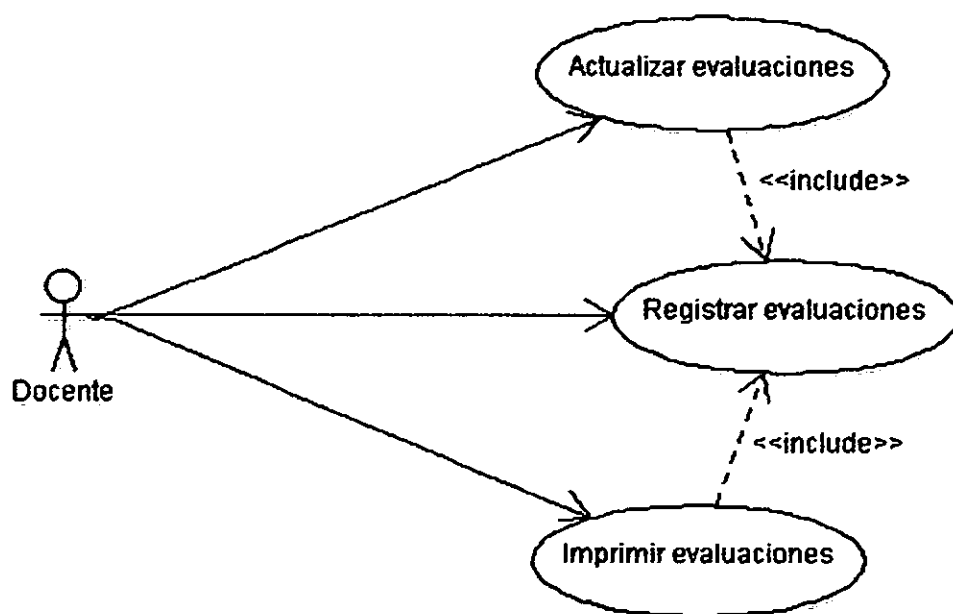 Actualizar evaluaciones
<<include>>
Registrar evaluaciones
Docente
<<include>>
Imprimir evaluaciones